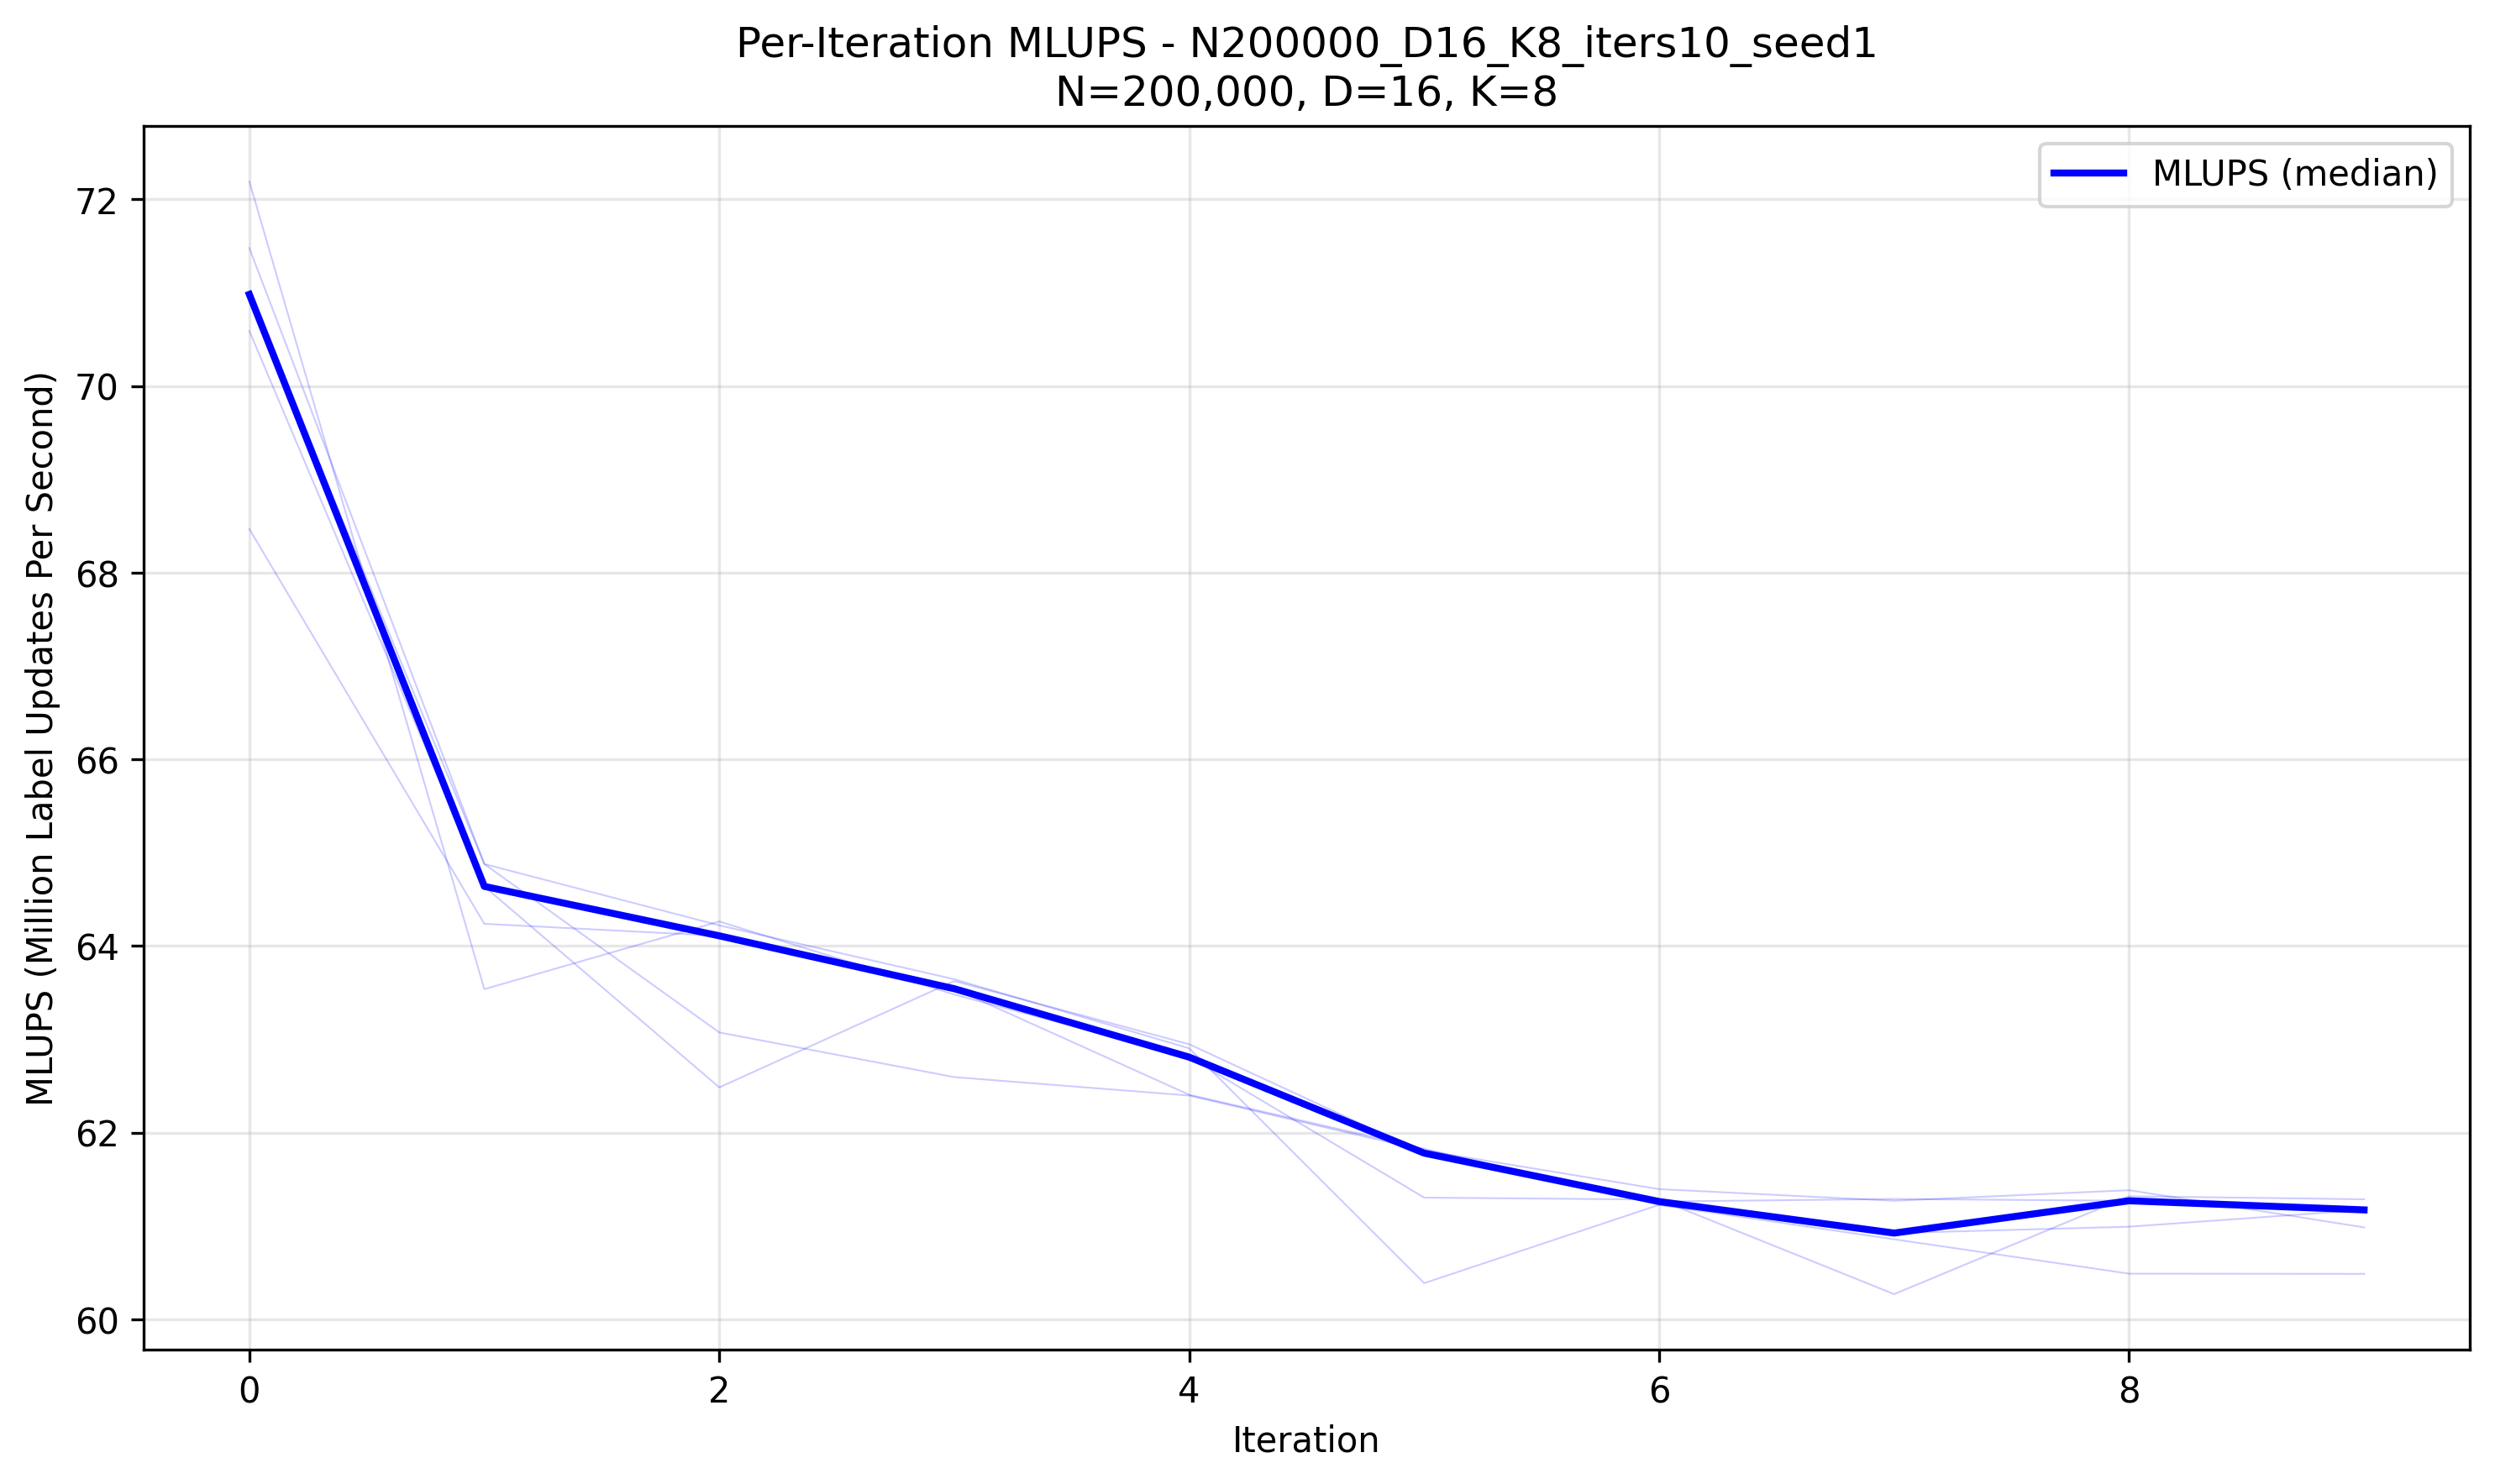 Per-Iteration MLUPS - N200000_D16_K8_iters10_seed1
N=200,000, D=16, K=8
MLUPS (median)
72
70
68
66
64
62
60
MLUPS (Million Label Updates Per Second)
0 2 4 6 8
Iteration